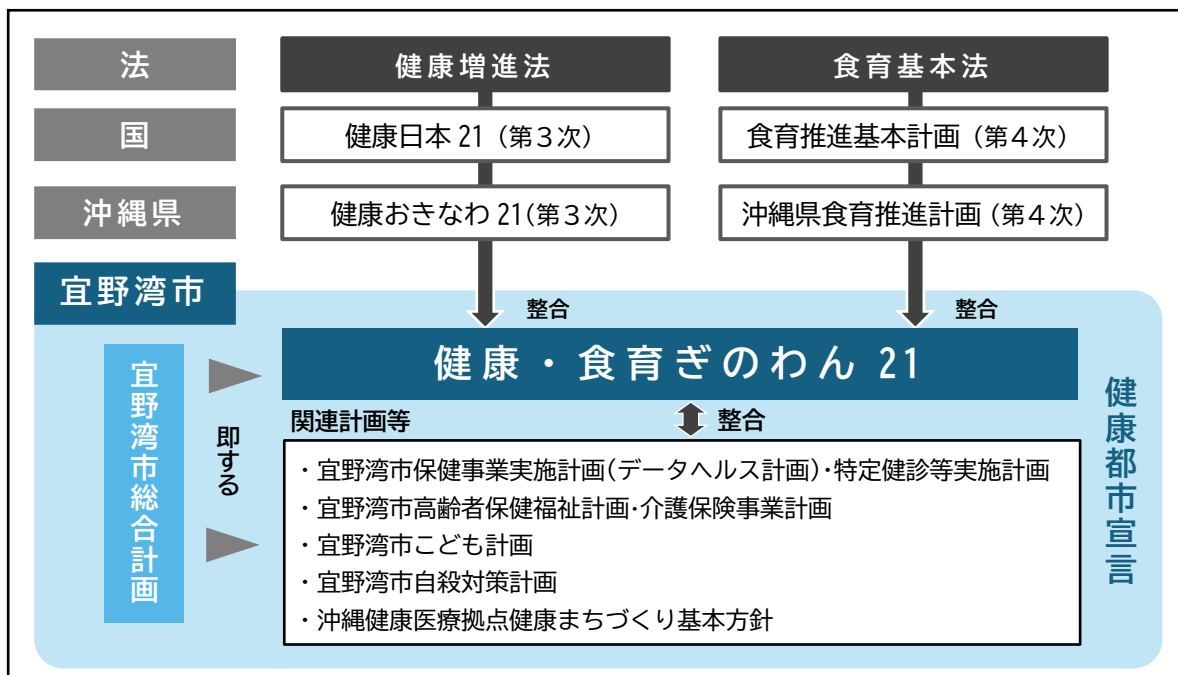 法
健康増進法
食育基本法
国
健康日本21（第３次）
食育推進基本計画（第４次）
沖縄県
健康おきなわ21(第３次)
沖縄県食育推進計画(第４次)
宜野湾市
整合
整合
健康・食育ぎのわん 21
宜野湾市総合計画
即する
関連計画等
整合
・宜野湾市保健事業実施計画(データヘルス計画)･特定健診等実施計画
・宜野湾市高齢者保健福祉計画･介護保険事業計画
・宜野湾市こども計画
・宜野湾市自殺対策計画
・沖縄健康医療拠点健康まちづくり基本方針
健康都市宣言